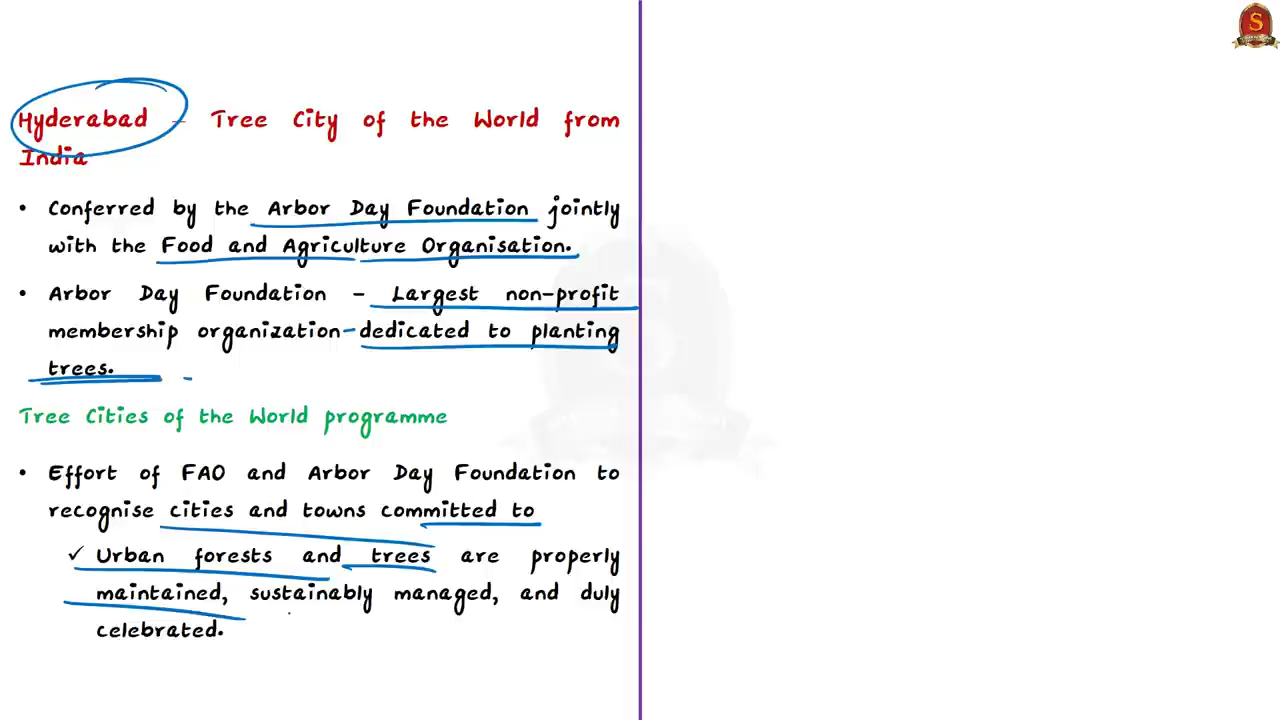 Hyderabad - Tree City of the World from
India
• Conferred by the Arbor Day Foundation jointly
with the Food and Agriculture Organisation.
• Arbor Day Foundation - Largest non-profit
membership organization-dedicated to planting
trees.
Tree Cities of the World programme
• Effort of FAO and Arbor Day Foundation to
recognise cities and towns committed to
✓ Urban forests and trees are properly
maintained, sustainably managed, and duly
celebrated.
S